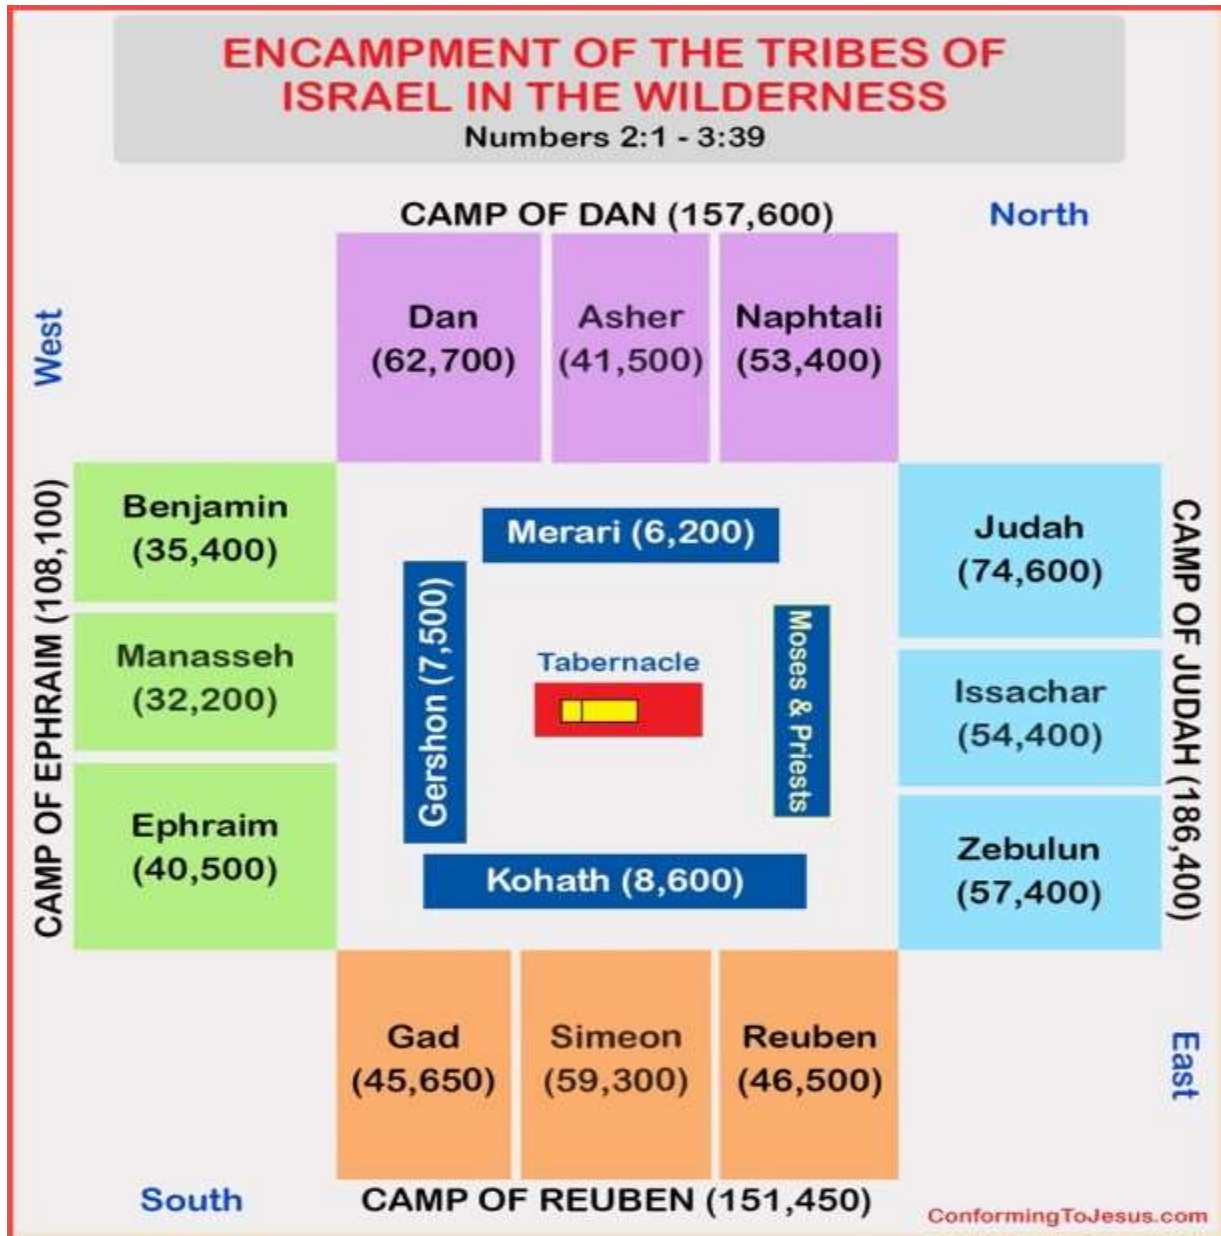 ENCAMPMENT OF THE TRIBES OF
ISRAEL IN THE WILDERNESS
Numbers 2:1 - 3:39
CAMP OF DAN (157,600)
North
West
Dan
(62,700)
Asher
(41,500)
Naphtali
(53,400)
CAMP OF EPHRAIM (108,100)
Benjamin
(35,400)
Manasseh
(32,200)
Ephraim
(40,500)
Merari (6,200)
Gershon (7,500)
Tabernacle
Moses & Priests
Kohath (8,600)
Judah
(74,600)
Issachar
(54,400)
Zebulun
(57,400)
CAMP OF JUDAH (186,400)
Gad
(45,650)
Simeon
(59,300)
Reuben
(46,500)
East
South
CAMP OF REUBEN (151,450)
ConformingToJesus.com